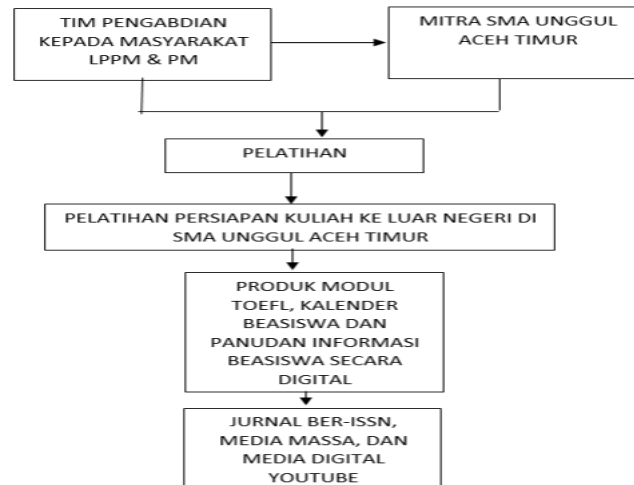 TIM PENGABDIAN
KEPADA MASYARAKAT
LPPM & PM
MITRA SMA UNGGUL
ACEH TIMUR
PELATIHAN
PELATIHAN PERSIAPAN KULIAH KE LUAR NEGERI DI
SMA UNGGUL ACEH TIMUR
PRODUK MODUL
TOEFL, KALENDER
BEASISWA DAN
PANUDAN INFORMASI
BEASISWA SECARA
DIGITAL
JURNAL BER-ISSN,
MEDIA MASSA, DAN
MEDIA DIGITAL
YOUTUBE